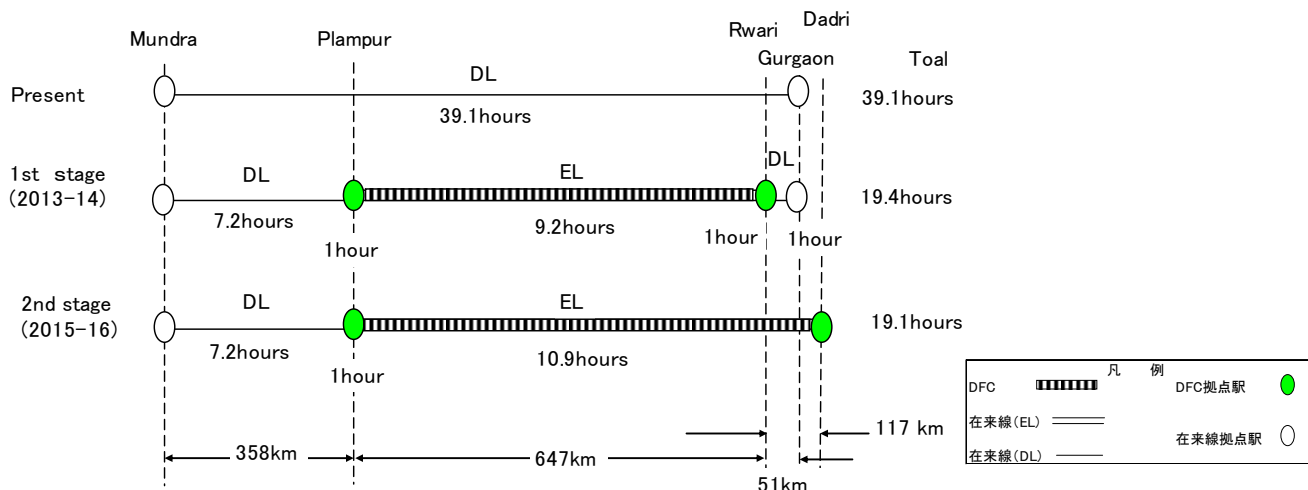 Dadri
Rwari
Mundra
Plampur
Gurgaon
Toal
DL
Present
39.1hours
39.1hours
1st stage
(2013-14)
DL
EL
DL
7.2hours
9.2hours
19.4hours
1hour
1hour
1hour
2nd stage
(2015-16)
DL
EL
19.1hours
7.2hours
10.9hours
1hour
凡 例
DFC
DFC拠点駅
在来線(EL)
在来線拠点駅
在来線(DL)
117 km
358km
647km
51km